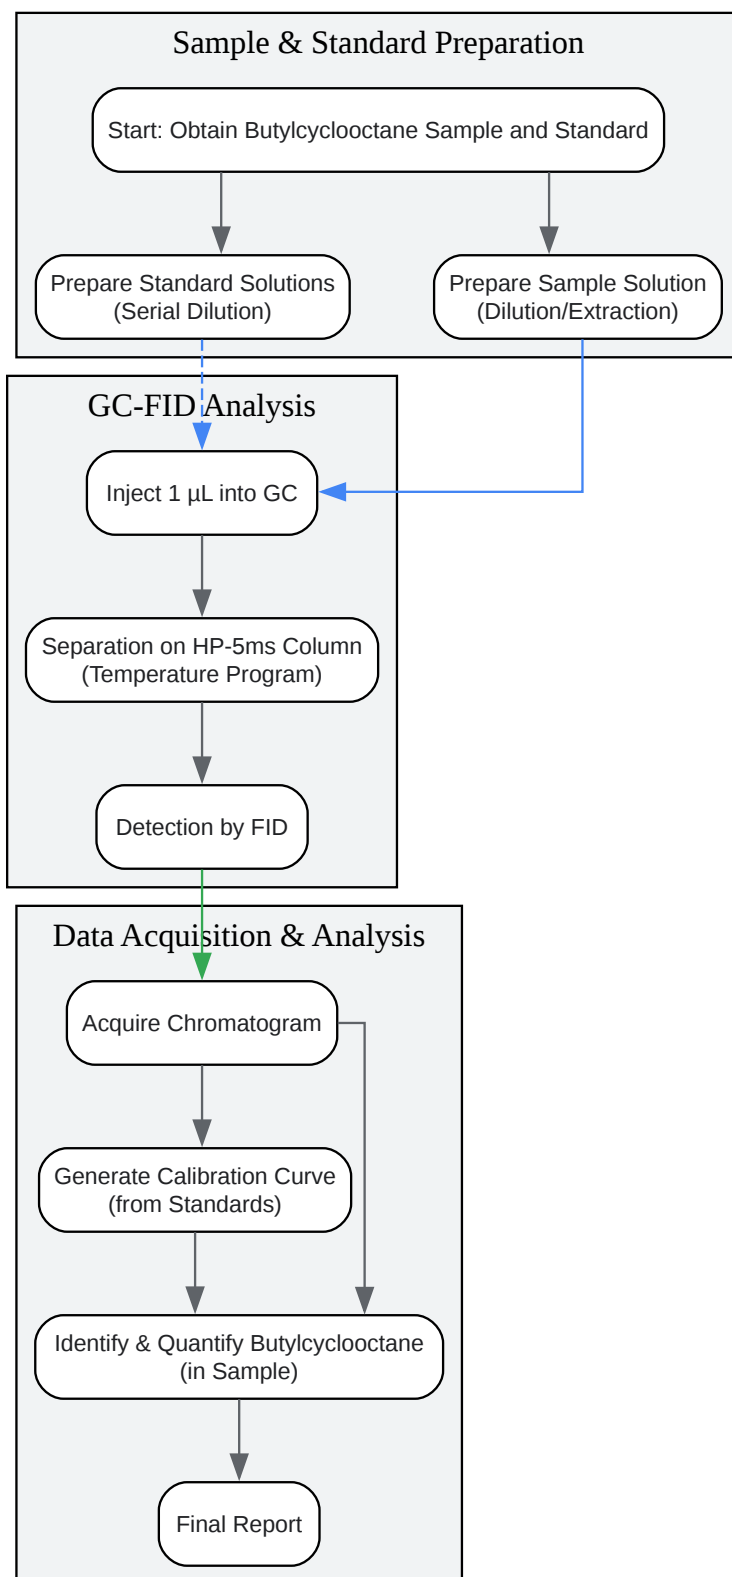 Sample & Standard Preparation
Start: Obtain Butylcyclooctane Sample and Standard
Prepare Standard Solutions
(Serial Dilution)
Prepare Sample Solution
(Dilution/Extraction)
GC-FID Analysis
Inject 1 µL into GC
Separation on HP-5ms Column
(Temperature Program)
Detection by FID
Data Acquisition & Analysis
Acquire Chromatogram
Generate Calibration Curve
(from Standards)
Identify & Quantify Butylcyclooctane
(in Sample)
Final Report